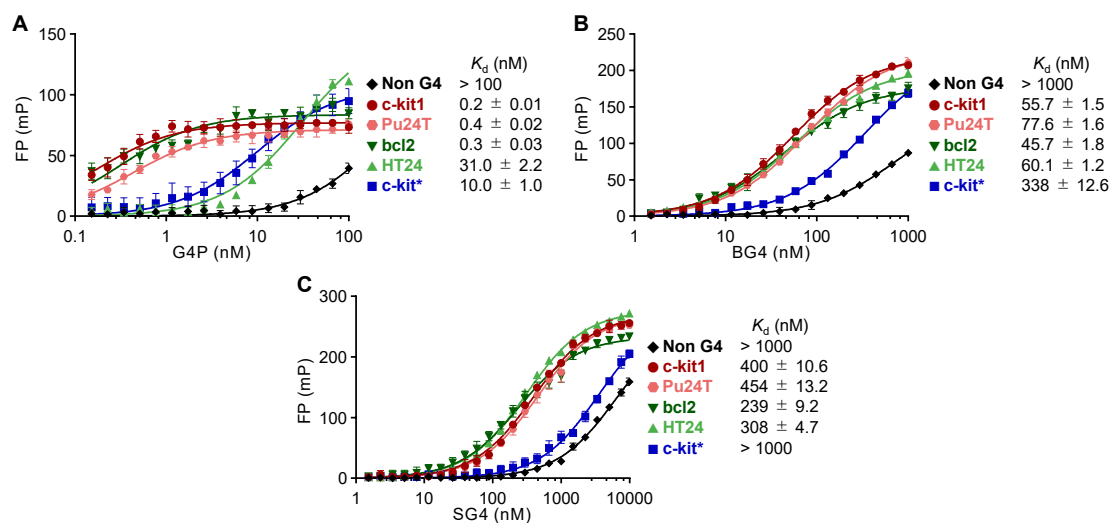 A
FP (mP)
150
100
50
0
0.1
1
10
100
G4P (nM)
Kd (nM)
Non G4 > 100
c-kit1 0.2 ± 0.01
Pu24T 0.4 ± 0.02
bcl2 0.3 ± 0.03
HT24 31.0 ± 2.2
c-kit* 10.0 ± 1.0
B
FP (mP)
250
200
150
100
50
0
1
10
100
1000
BG4 (nM)
Kd (nM)
Non G4 > 1000
c-kit1 55.7 ± 1.5
Pu24T 77.6 ± 1.6
bcl2 45.7 ± 1.8
HT24 60.1 ± 1.2
c-kit* 338 ± 12.6
C
FP (mP)
300
200
100
0
1
10
100
1000
10000
SG4 (nM)
Kd (nM)
Non G4 > 1000
c-kit1 400 ± 10.6
Pu24T 454 ± 13.2
bcl2 239 ± 9.2
HT24 308 ± 4.7
c-kit* > 1000